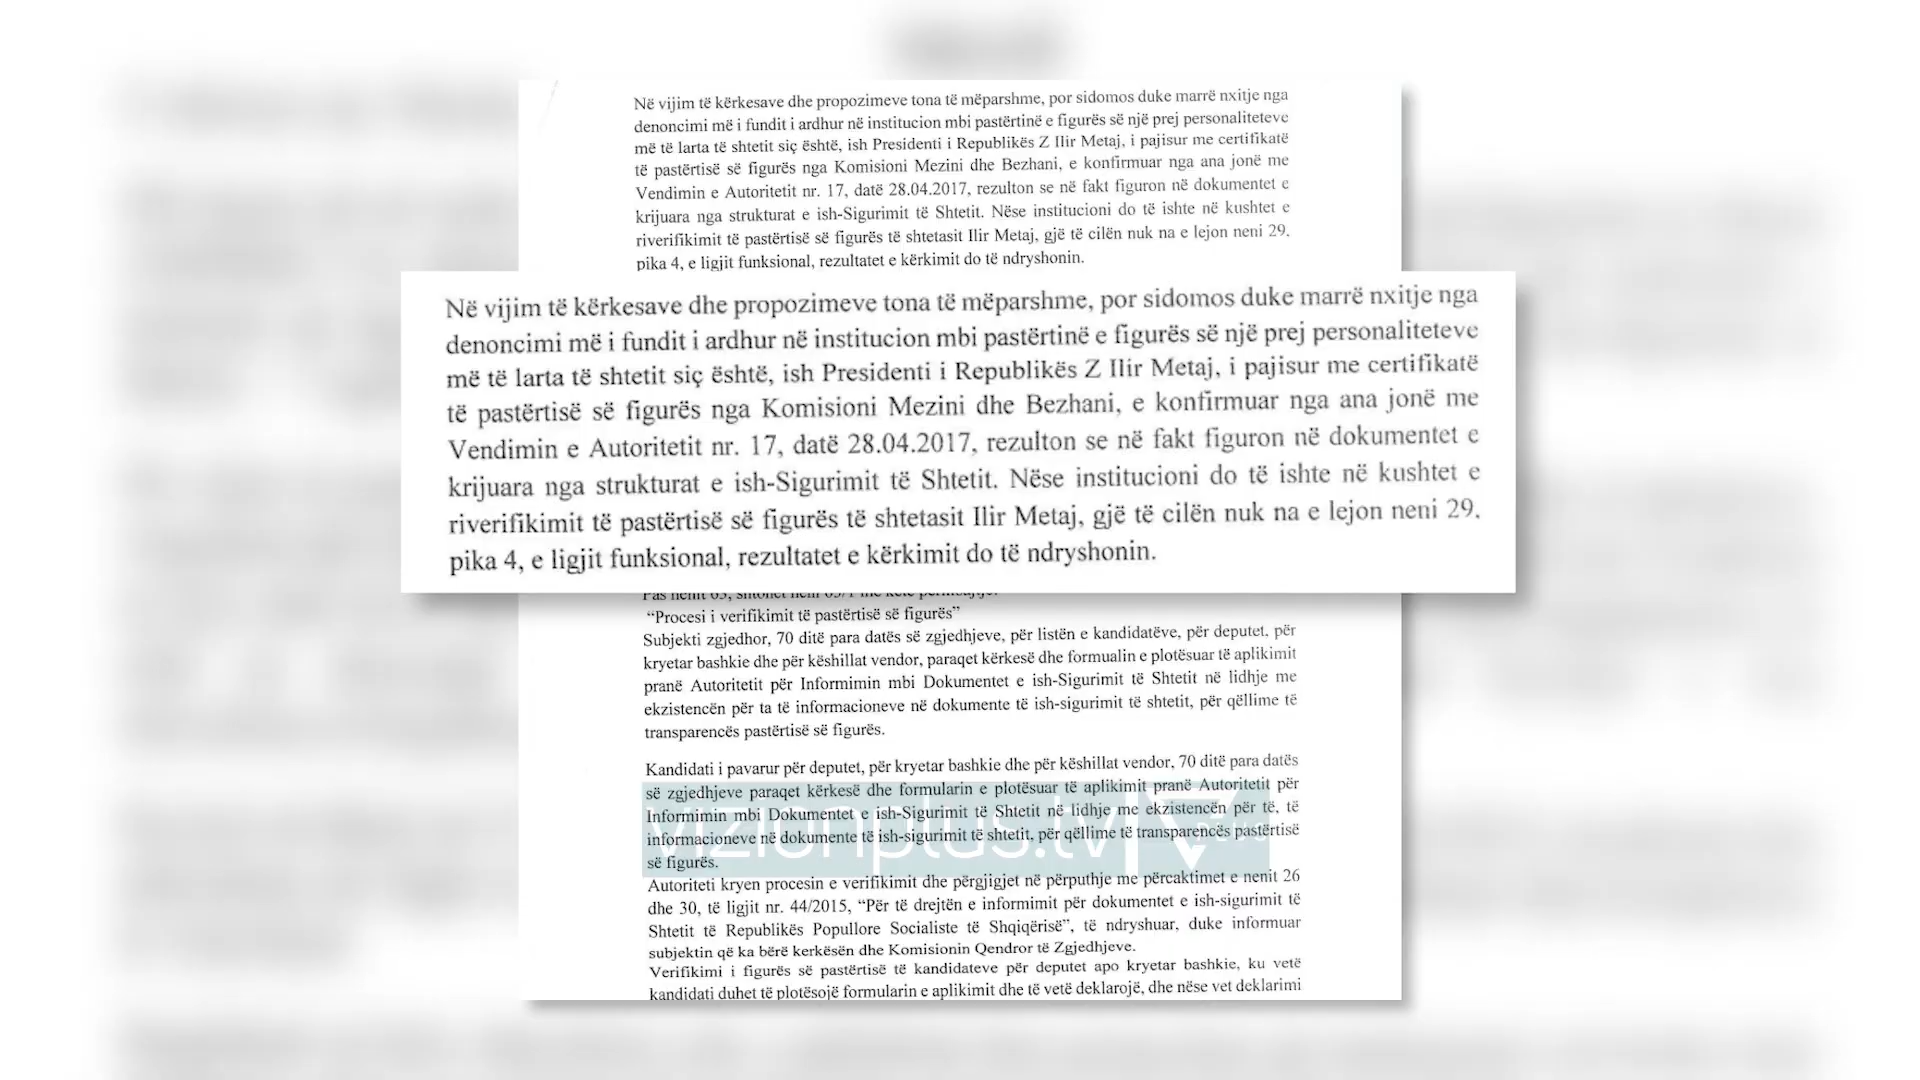 Në vijim të kërkesave dhe propozimeve tona të mëparshme, por sidomos duke marrë nxitje nga
denoncimi më i fundit i ardhur në institucion mbi pastërtinë e figurës së një prej personaliteteve
më të larta të shtetit siç është, ish Presidenti i Republikës Z Ilir Metaj, i pajisur me certifikatë
të pastërtisë së figurës nga Komisioni Mezini dhe Bezhani, e konfirmuar nga ana jonë me
Vendimin e Autoritetit nr. 17, datë 28.04.2017, rezulton se në fakt figuron në dokumentet e
krijuara nga strukturat e ish-Sigurimit të Shtetit. Nëse institucioni do të ishte në kushtet e
riverifikimit të pastërtisë së figurës të shtetasit Ilir Metaj, gjë të cilën nuk na e lejon neni 29.
pika 4, e ligjit funksional, rezultatet e kërkimit do të ndryshonin.
Në vijim të kërkesave dhe propozimeve tona të mëparshme, por sidomos duke marrë nxitje nga
denoncimi më i fundit i ardhur në institucion mbi pastërtinë e figurës së një prej personaliteteve
më të larta të shtetit siç është, ish Presidenti i Republikës Z Ilir Metaj, i pajisur me certifikatë
të pastërtisë së figurës nga Komisioni Mezini dhe Bezhani, e konfirmuar nga ana jonë me
Vendimin e Autoritetit nr. 17, datë 28.04.2017, rezulton se në fakt figuron në dokumentet e
krijuara nga strukturat e ish-Sigurimit të Shtetit. Nëse institucioni do të ishte në kushtet e
riverifikimit të pastërtisë së figurës të shtetasit Ilir Metaj, gjë të cilën nuk na e lejon neni 29.
pika 4, e ligjit funksional, rezultatet e kërkimit do të ndryshonin.
“Procesi i verifikimit të pastërtisë së figurës”
Subjekti zgjedhor, 70 ditë para datës së zgjedhjeve, për listën e kandidatëve, për deputet, për
kryetar bashkie dhe për këshillat vendor, paraqet kërkesë dhe formualin e plotësuar të aplikimit
pranë Autoritetit për Informimin mbi Dokumentet e ish-Sigurimit të Shtetit në lidhje me
ekzistencën për ta të informacioneve në dokumente të ish-sigurimit të shtetit, për qëllime të
transparencës pastërtisë së figurës.
Kandidati i pavarur për deputet, për kryetar bashkie dhe për këshillat vendor, 70 ditë para datës
së zgjedhjeve paraqet kërkesë dhe formularin e plotësuar të aplikimit pranë Autoritetit për
Informimin mbi Dokumentet e ish-Sigurimit të Shtetit në lidhje me ekzistencën për të, të
informacioneve në dokumente të ish-sigurimit të shtetit, për qëllime të transparencës pastërtisë
së figurës.
vizionplus.tv
Autoriteti kryen procesin e verifikimit dhe përgjigjet në përputhje me përcaktimet e nenit 26
dhe 30, të ligjit nr. 44/2015, “Për të drejtën e informimit për dokumentet e ish-sigurimit të
Shtetit të Republikës Popullore Socialiste të Shqiqërisë”, të ndryshuar, duke informuar
subjektin që ka bërë kerkësën dhe Komisionin Qendror të Zgjedhjeve.
Verifikimi i figurës së pastërtisë të kandidateve për deputet apo kryetar bashkie, ku vetë
kandidati duhet të plotësojë formularin e aplikimit dhe të vetë deklarojë, dhe nëse vet deklarimi